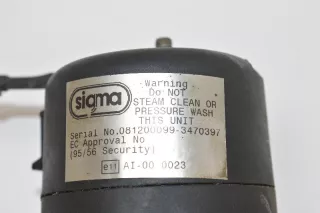 sigma
Warning
Do NOT
STEAM CLEAN OR
PRESSURE WASH
THIS UNIT
Serial No.081200099-3470397
EC Approval No
(95/56 Security)
e11 AI-00 0023